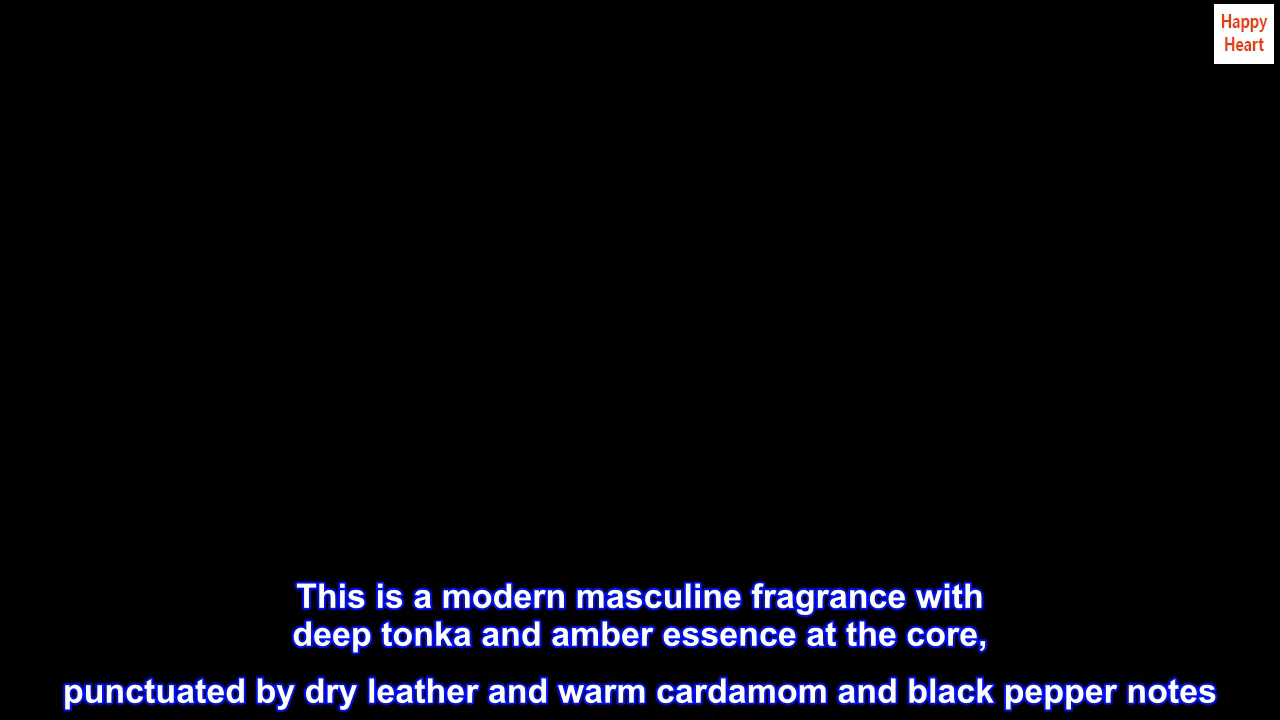 Happy
Heart
This is a modern masculine fragrance with
deep tonka and amber essence at the core,
punctuated by dry leather and warm cardamom and black pepper notes